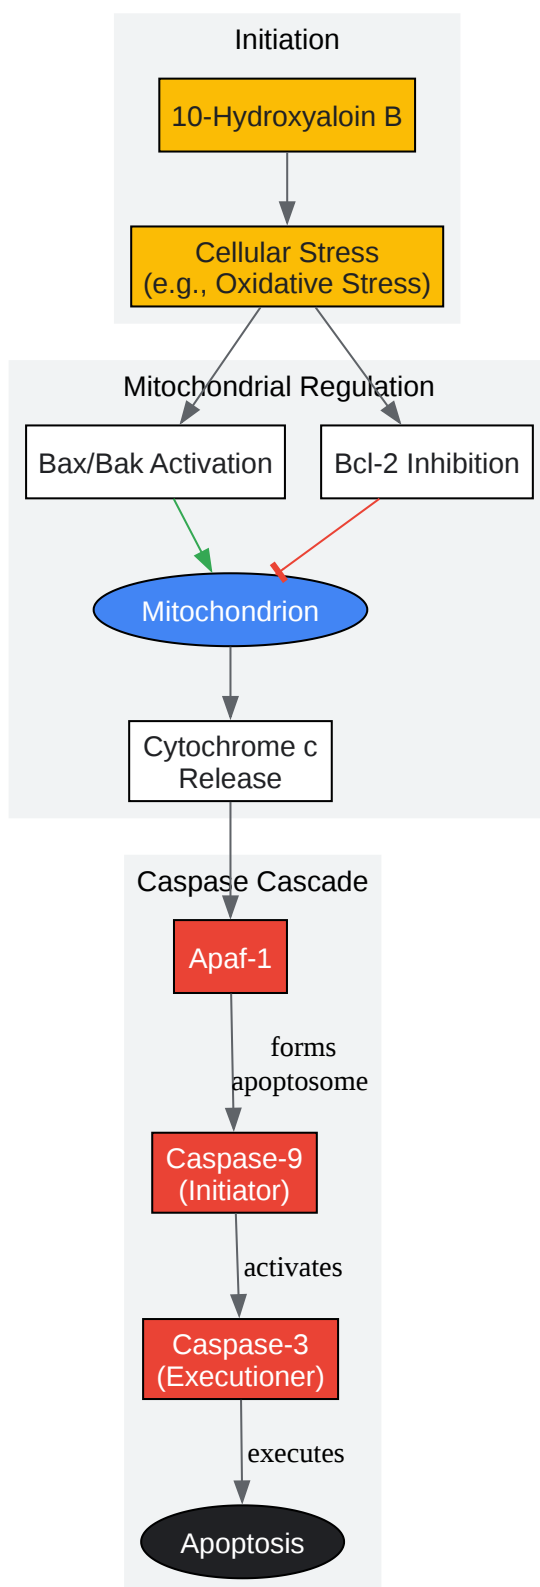 Initiation
10-Hydroxyaloin B
Cellular Stress
(e.g., Oxidative Stress)
Mitochondrial Regulation
Bax/Bak Activation
Bcl-2 Inhibition
Mitochondrion
Cytochrome c
Release
Caspase Cascade
Apaf-1
forms
apoptosome
Caspase-9
(Initiator)
activates
Caspase-3
(Executioner)
executes
Apoptosis